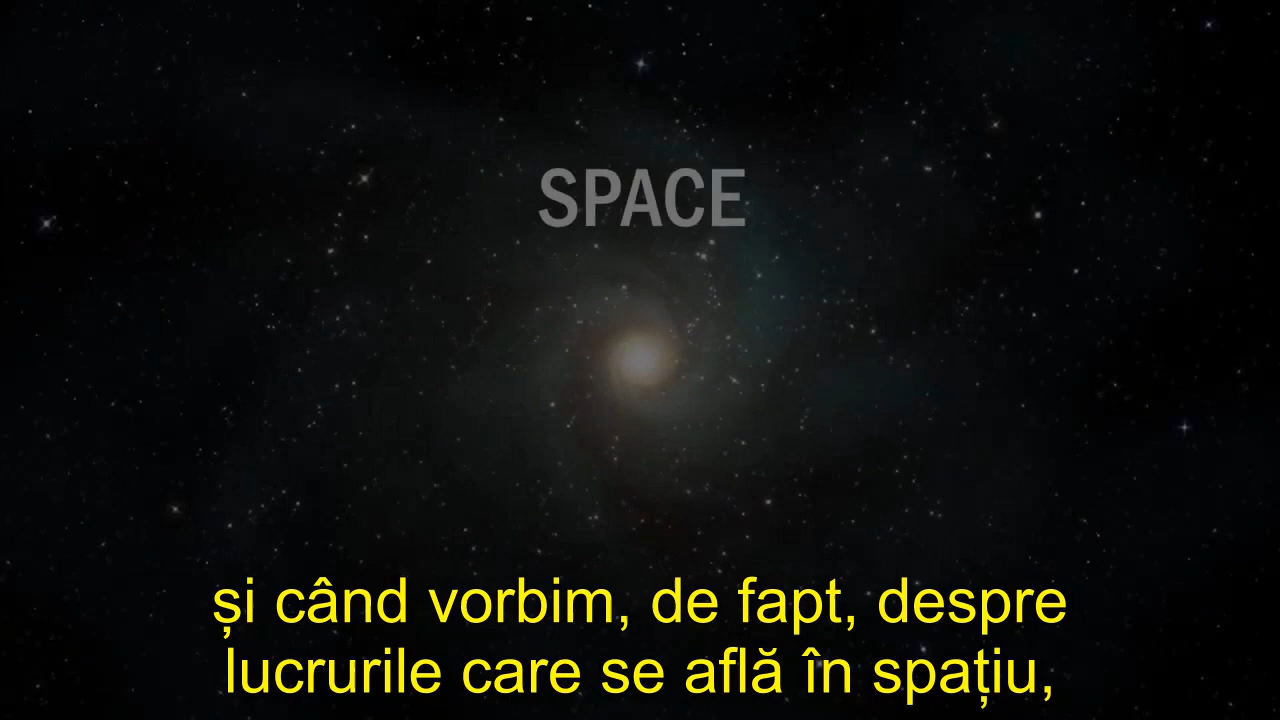 SPACE
și când vorbim, de fapt, despre
lucrurile care se află în spațiu,